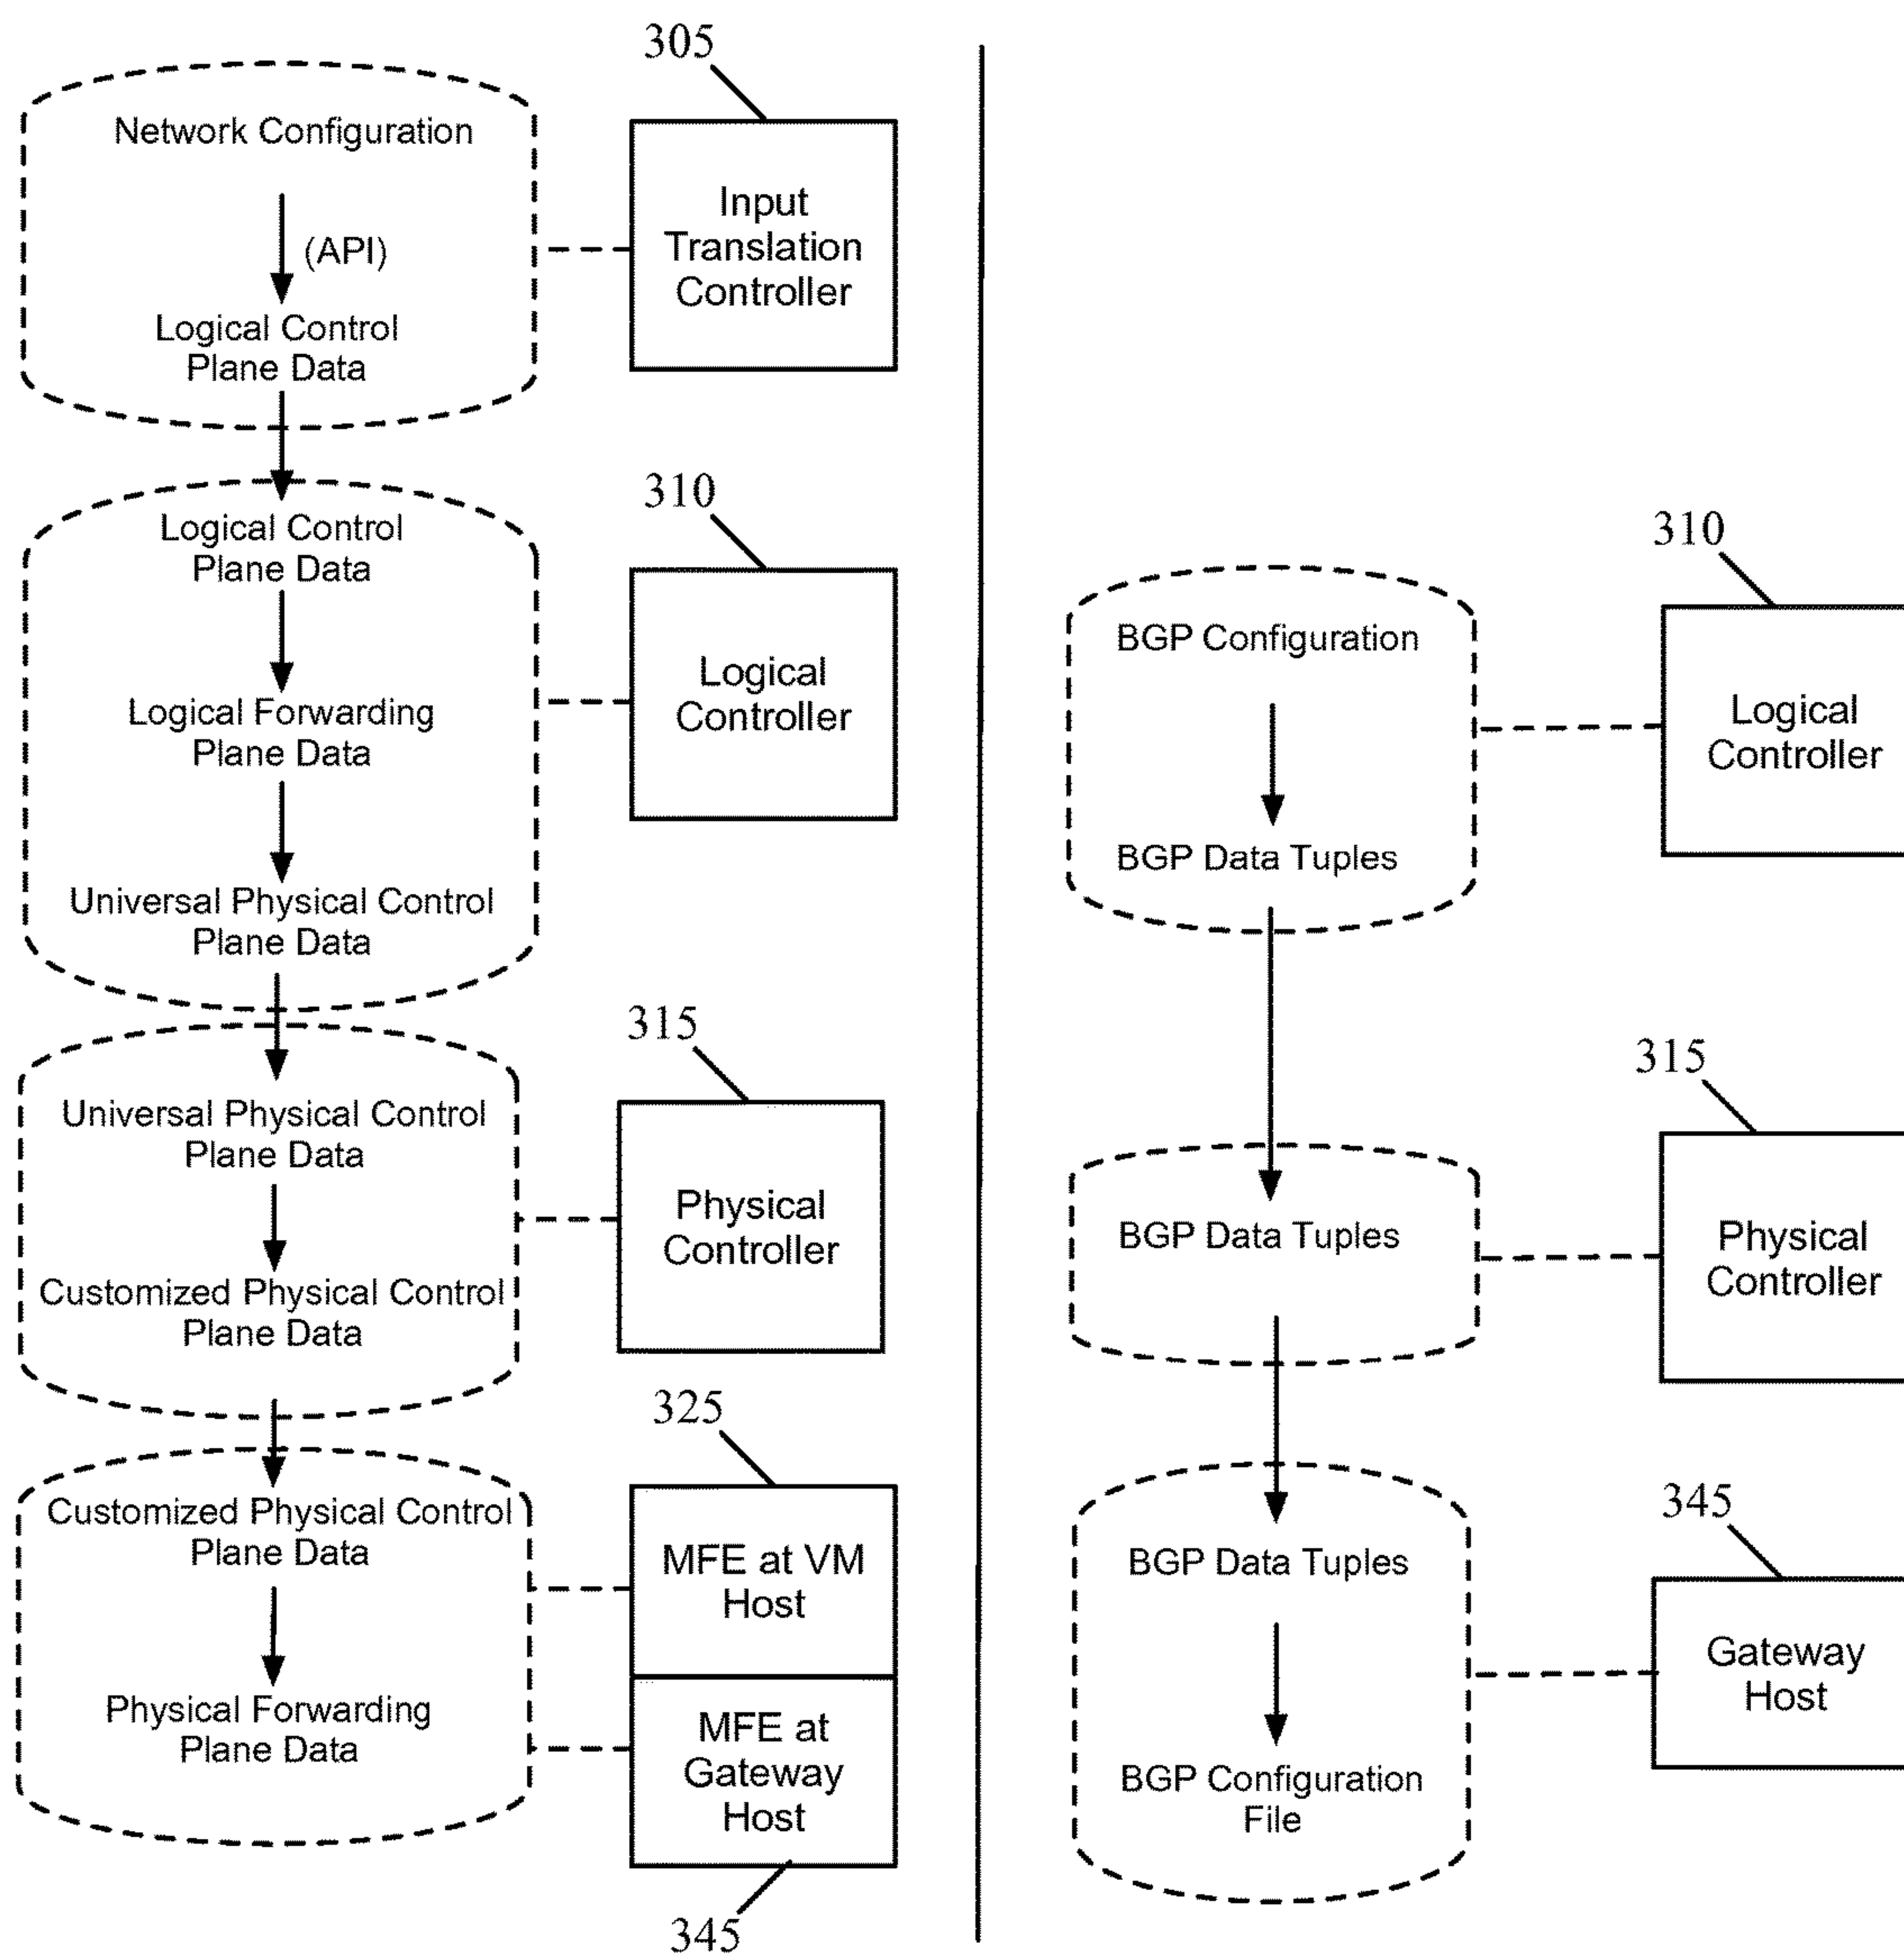 305
Network Configuration
(API)
Logical Control
Plane Data
Input
Translation
Controller
310
Logical Control
Plane Data
Logical Forwarding
Plane Data
Universal Physical Control
Plane Data
Logical
Controller
315
Universal Physical Control
Plane Data
Customized Physical Control
Plane Data
Physical
Controller
325
Customized Physical Control
Plane Data
Physical Forwarding
Plane Data
MFE at VM
Host
MFE at
Gateway
Host
345
310
BGP Configuration
BGP Data Tuples
Logical
Controller
315
BGP Data Tuples
Physical
Controller
345
BGP Data Tuples
BGP Configuration
File
Gateway
Host